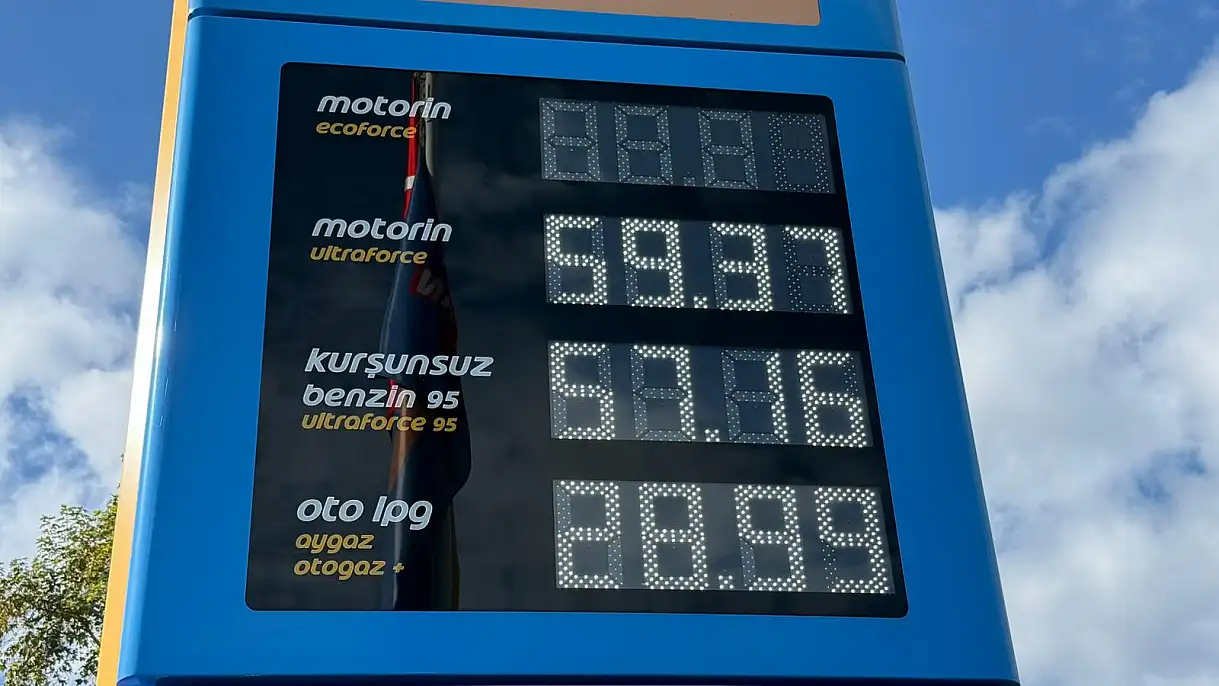 motorin
ecoforce
motorin
ultraforce
59.37
kurşunsuz
benzin 95
ultraforce 95
57.16
oto lpg
aygaz
otogaz +
28.99